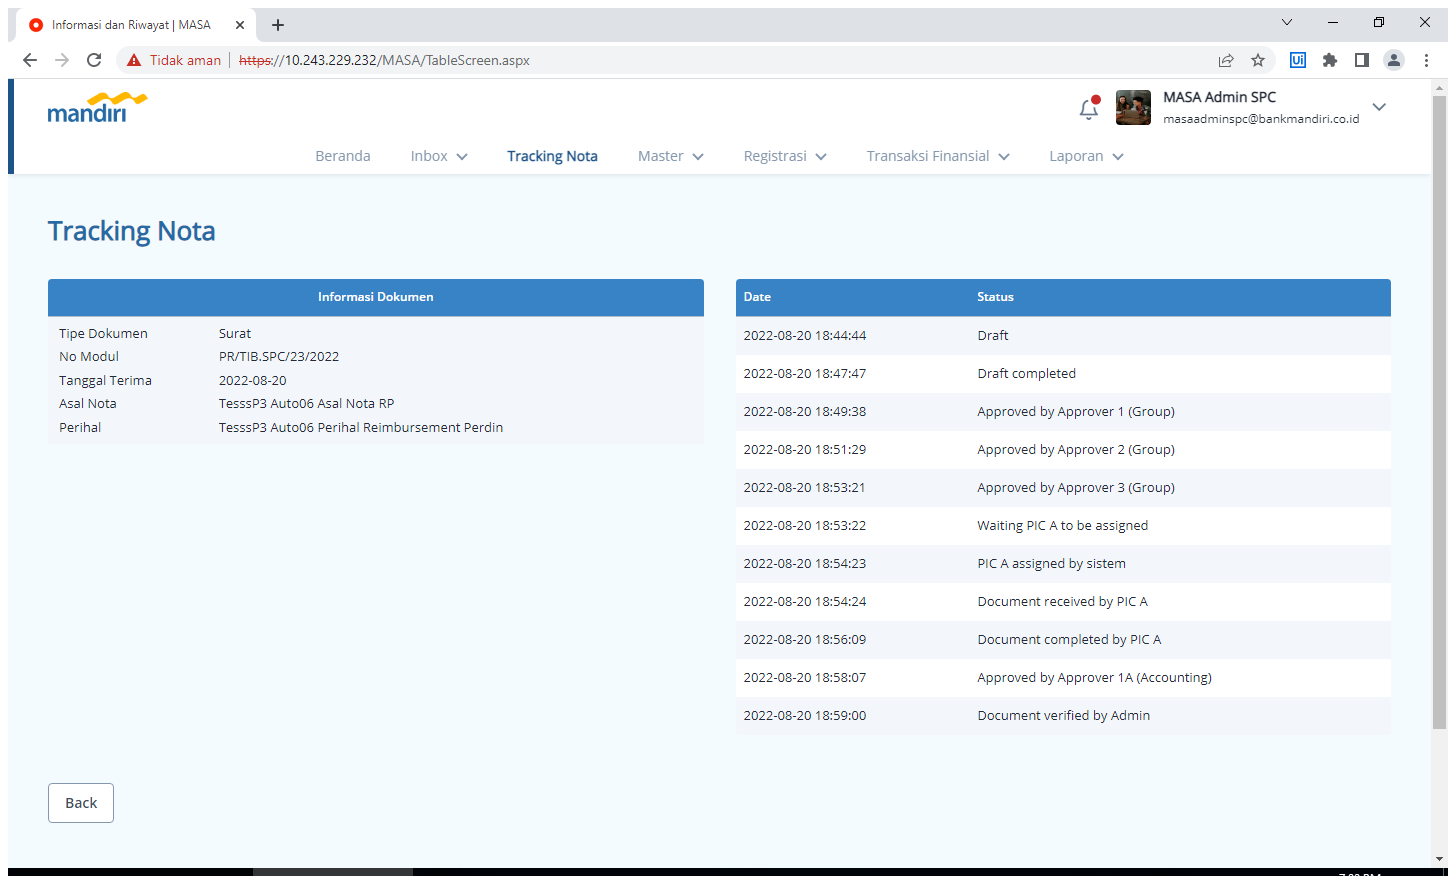 Informasi dan Riwayat | MASA
Tidak aman
https://10.243.229.232/MASA/TableScreen.aspx
Ui
mandiri
MASA Admin SPC
masaadminspc@bankmandiri.co.id
Beranda Inbox Tracking Nota Master Registrasi Transaksi Finansial Laporan
Tracking Nota
Informasi Dokumen
Tipe Dokumen Surat
No Modul PR/TIB.SPC/23/2022
Tanggal Terima 2022-08-20
Asal Nota TesssP3 Auto06 Asal Nota RP
Perihal TesssP3 Auto06 Perihal Reimbursement Perdin
Date Status
2022-08-20 18:44:44 Draft
2022-08-20 18:47:47 Draft completed
2022-08-20 18:49:38 Approved by Approver 1 (Group)
2022-08-20 18:51:29 Approved by Approver 2 (Group)
2022-08-20 18:53:21 Approved by Approver 3 (Group)
2022-08-20 18:53:22 Waiting PIC A to be assigned
2022-08-20 18:54:23 PIC A assigned by sistem
2022-08-20 18:54:24 Document received by PIC A
2022-08-20 18:56:09 Document completed by PIC A
2022-08-20 18:58:07 Approved by Approver 1A (Accounting)
2022-08-20 18:59:00 Document verified by Admin
Back